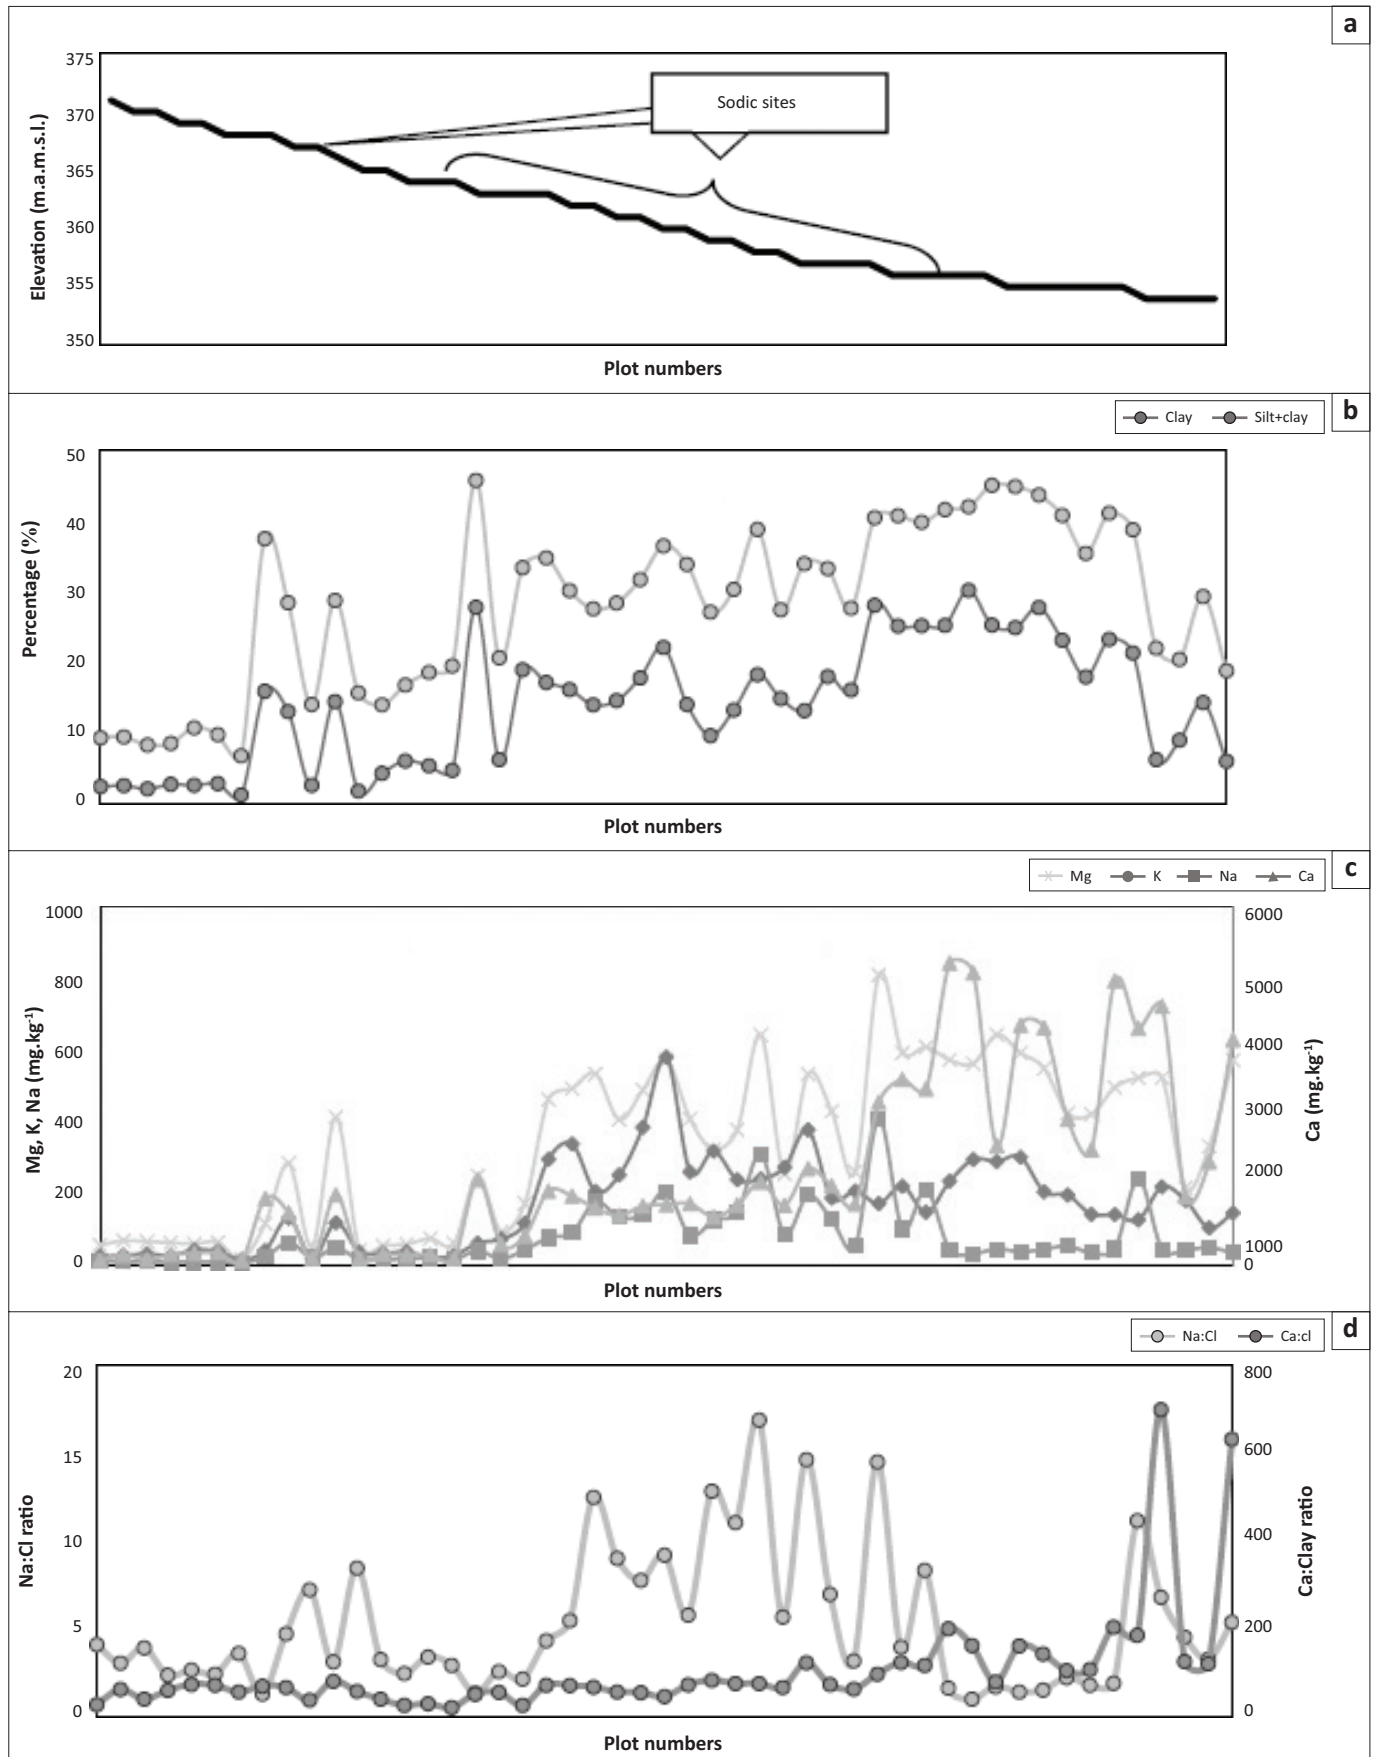 a
375
370
365
360
355
350
Elevation (m.a.m.s.l.)
Sodic sites
Plot numbers
b
Clay
Silt+clay
50
40
30
20
10
0
Percentage (%)
Plot numbers
c
Mg
K
Na
Ca
1000
800
600
400
200
0
Mg, K, Na (mg.kg⁻¹)
6000
5000
4000
3000
2000
1000
0
Ca (mg.kg⁻¹)
Plot numbers
d
Na:Cl
Ca:cl
20
15
10
5
0
Na:Cl ratio
800
600
400
200
0
Ca:Clay ratio
Plot numbers